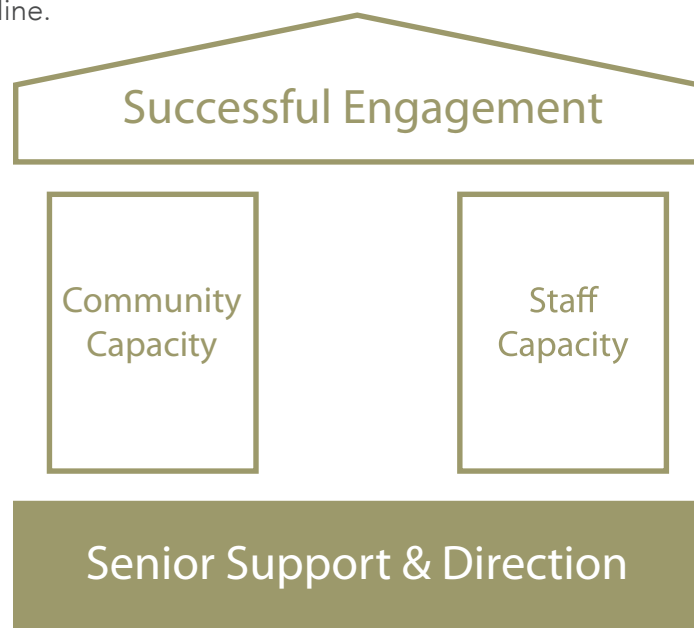 line.
Successful Engagement
Community
Capacity
Staff
Capacity
Senior Support & Direction